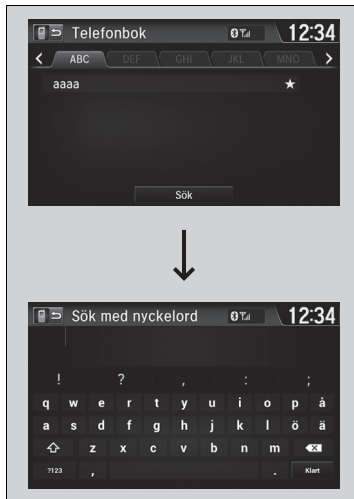 Telefonbok 12:34
ABC DEF GHI JKL MNO
aaaa ★
Sök
Sök med nyckelord 12:34
! ? , : ;
q w e r t y u i o p å
a s d f g h j k l ö ä
z x c v b n m
?123 , . Klart